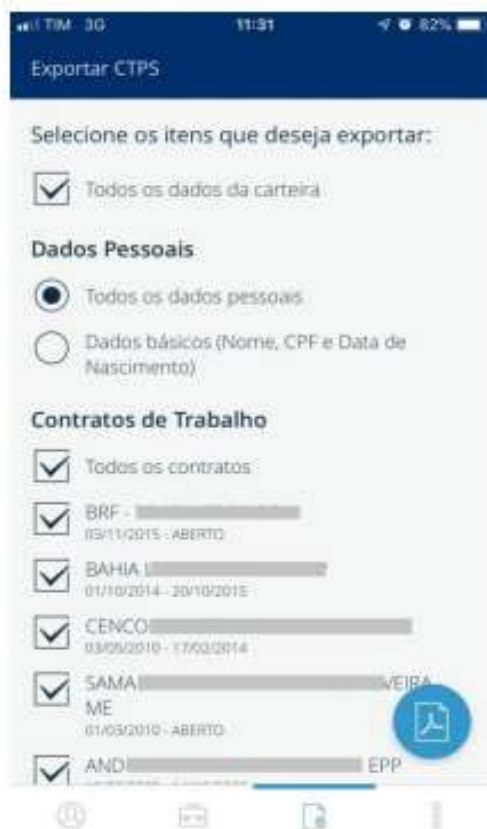 TIM 3G 11:31 82%
Exportar CTPS
Selecione os itens que deseja exportar:
Todos os dados da carteira
Dados Pessoais
Todos os dados pessoais
Dados básicos (Nome, CPF e Data de
Nascimento)
Contratos de Trabalho
Todos os contratos
BRF -
03/11/2015 - ABERTO
BAHIA
01/10/2014 - 20/10/2015
CENCO
03/05/2010 - 17/02/2014
SAMA VEIRA
ME
01/03/2010 - ABERTO
AND EPP